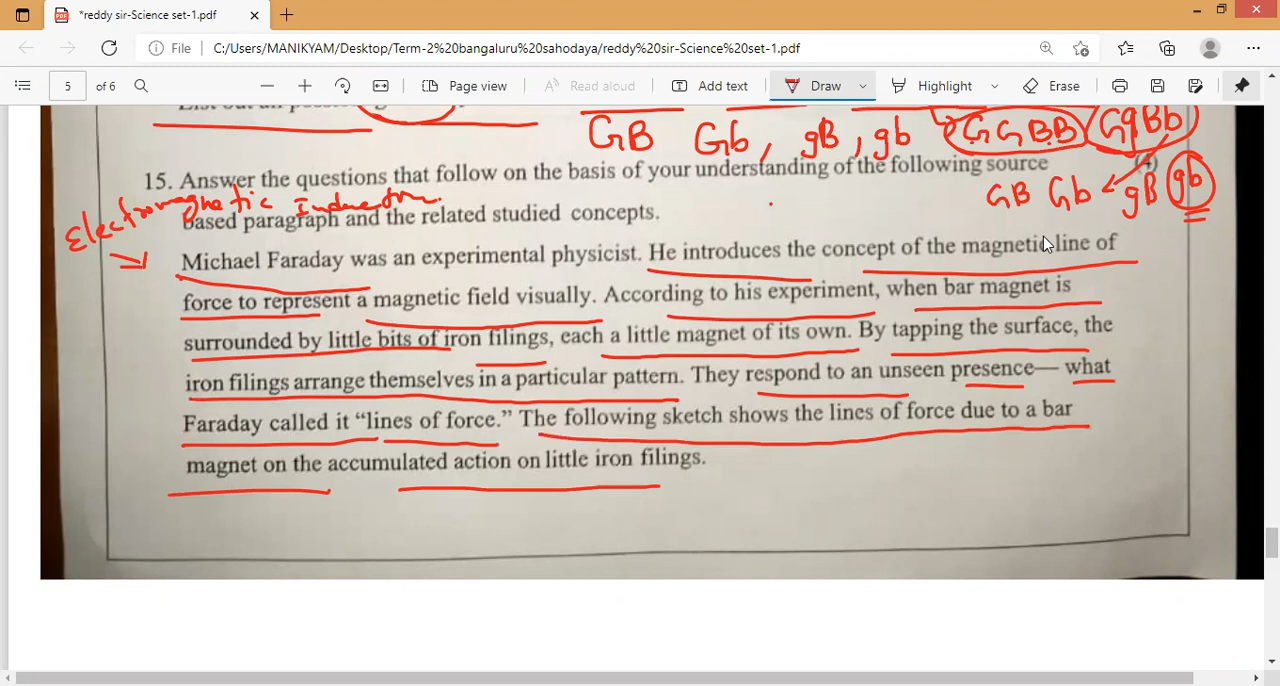 *reddy sir-Science set-1.pdf
File C:/Users/MANIKYAM/Desktop/Term-2%20bangaluru%20sahodaya/reddy%20sir-Science%20set-1.pdf
5 of 6 Page view Read aloud Add text Draw Highlight Erase
GB Gb, gB, gb GGBB GgBb
15. Answer the questions that follow on the basis of your understanding of the following source (4)
GB Gb gB gb
Electromagnetic Induction.
based paragraph and the related studied concepts.
Michael Faraday was an experimental physicist. He introduces the concept of the magnetic line of
force to represent a magnetic field visually. According to his experiment, when bar magnet is
surrounded by little bits of iron filings, each a little magnet of its own. By tapping the surface, the
iron filings arrange themselves in a particular pattern. They respond to an unseen presence— what
Faraday called it “lines of force.” The following sketch shows the lines of force due to a bar
magnet on the accumulated action on little iron filings.